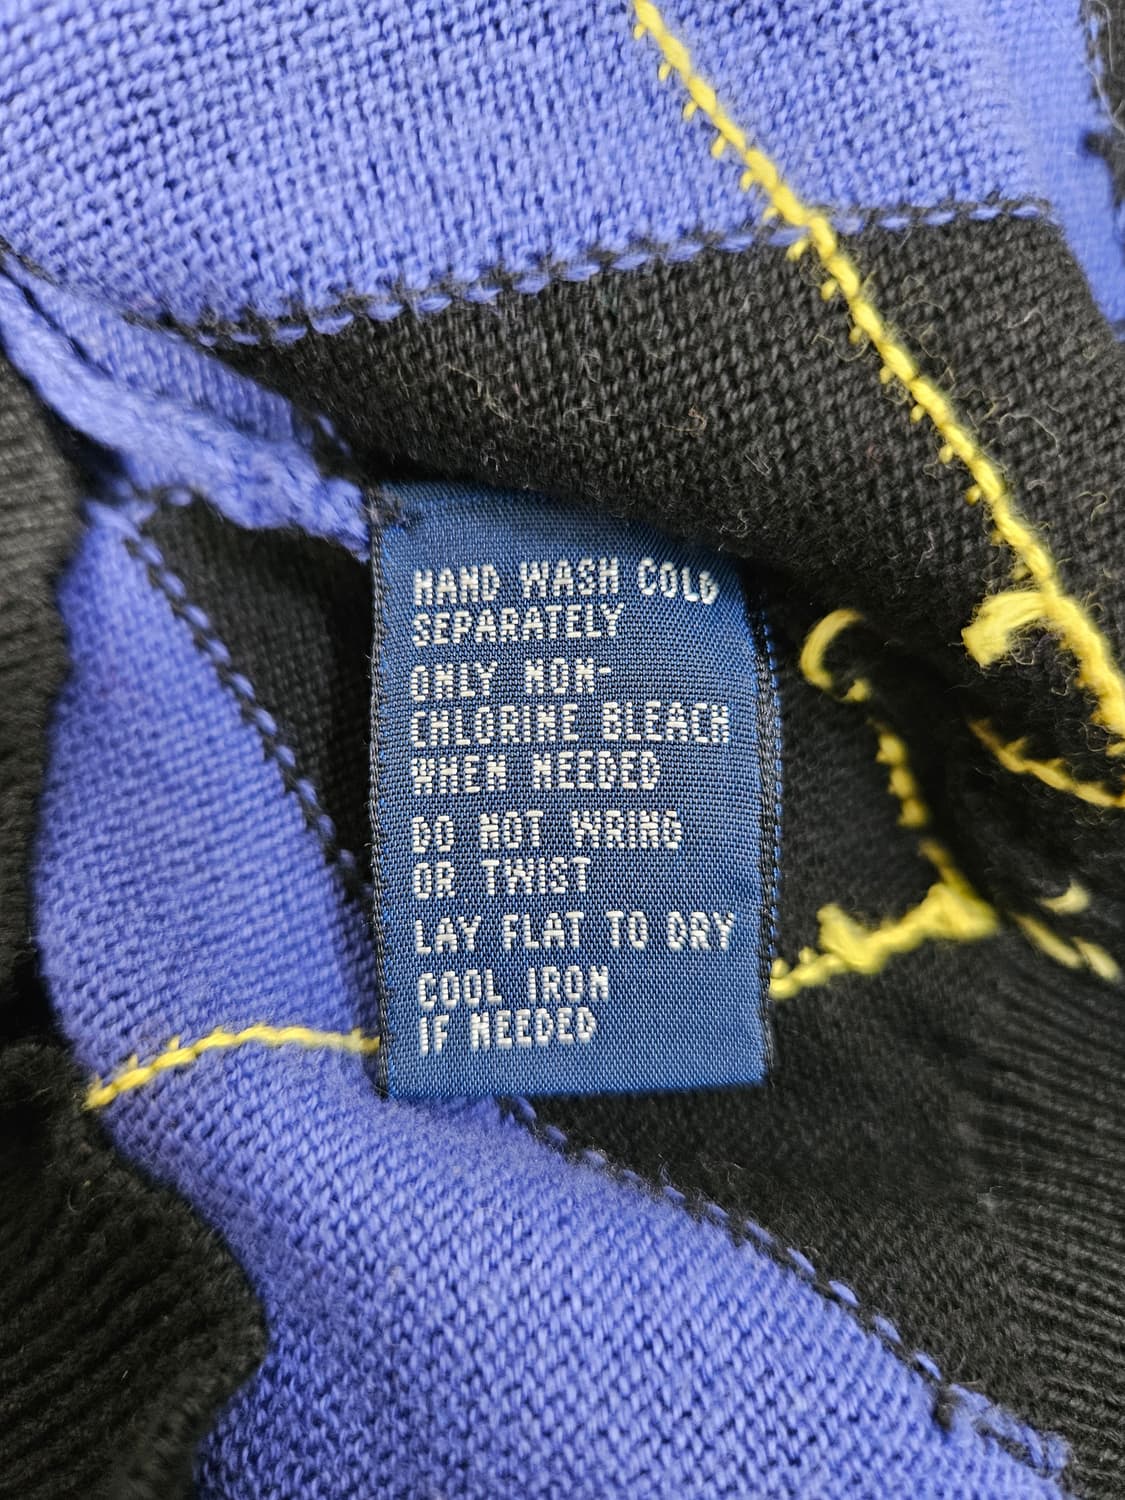 HAND WASH COLD
SEPARATELY
ONLY NON-
CHLORINE BLEACH
WHEN NEEDED
DO NOT WRING
OR TWIST
LAY FLAT TO DRY
COOL IRON
IF NEEDED